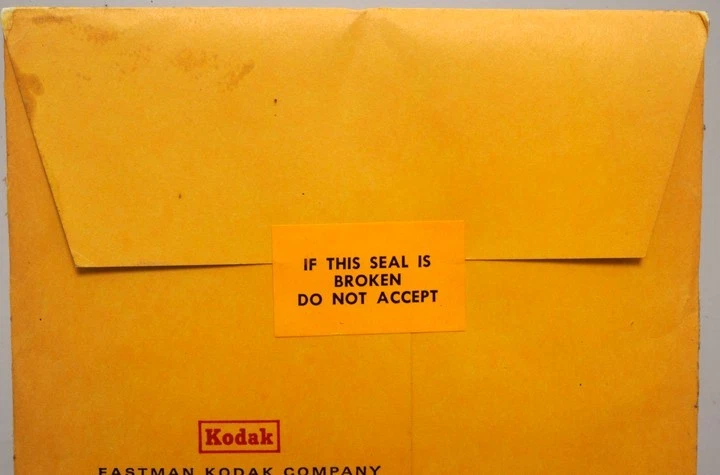 IF THIS SEAL IS
BROKEN
DO NOT ACCEPT
Kodak
EASTMAN KODAK COMPANY